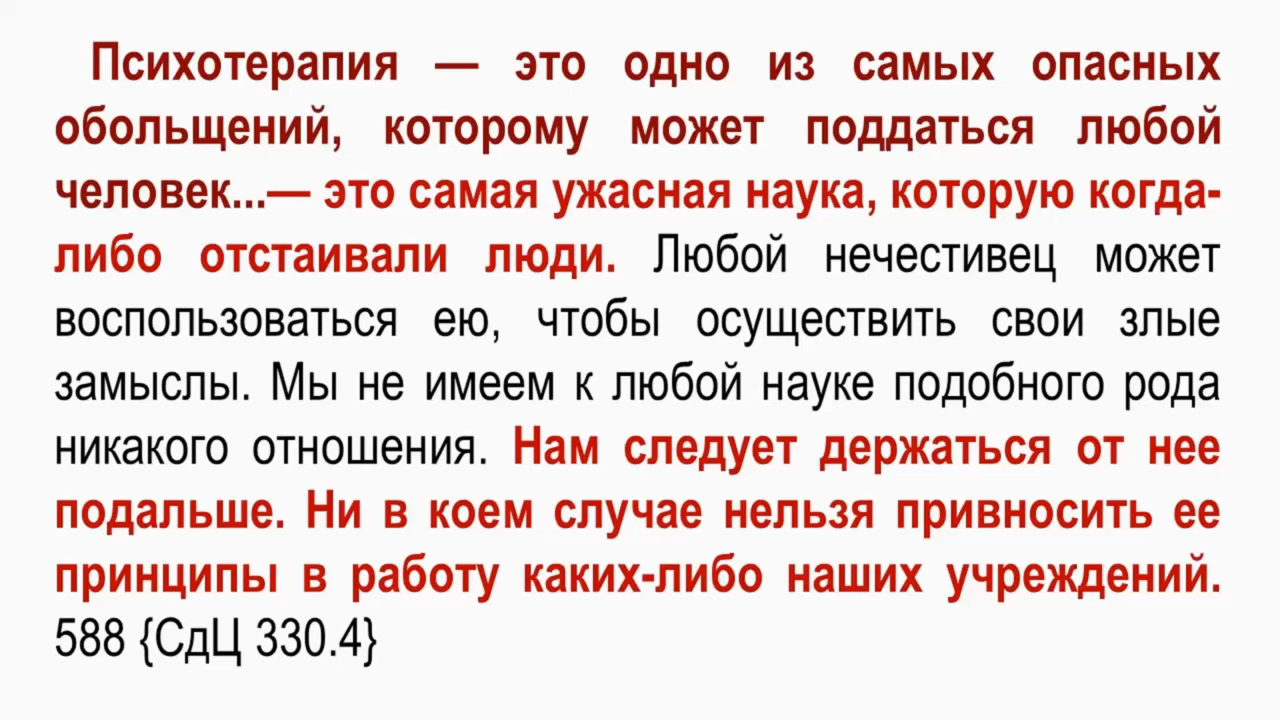 Психотерапия — это одно из самых опасных
обольщений, которому может поддаться любой
человек...— это самая ужасная наука, которую когда-
либо отстаивали люди. Любой нечестивец может
воспользоваться ею, чтобы осуществить свои злые
замыслы. Мы не имеем к любой науке подобного рода
никакого отношения. Нам следует держаться от нее
подальше. Ни в коем случае нельзя привносить ее
принципы в работу каких-либо наших учреждений.
588 {СдЦ 330.4}